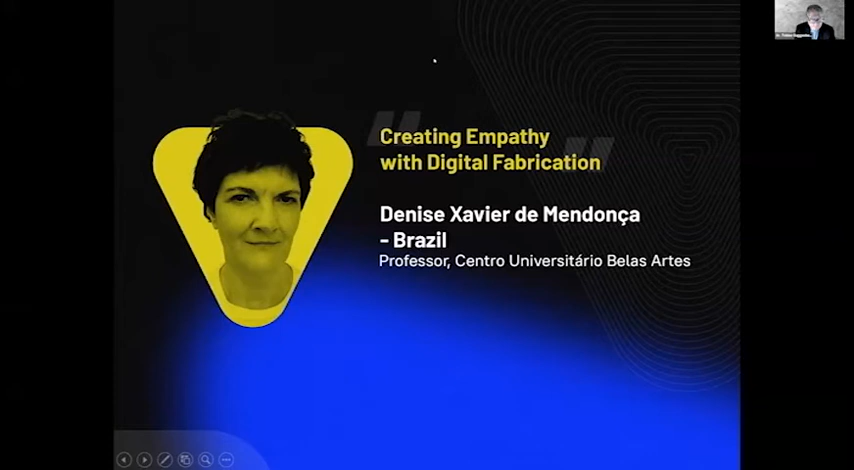 Creating Empathy
with Digital Fabrication
Denise Xavier de Mendonça
- Brazil
Professor, Centro Universitário Belas Artes